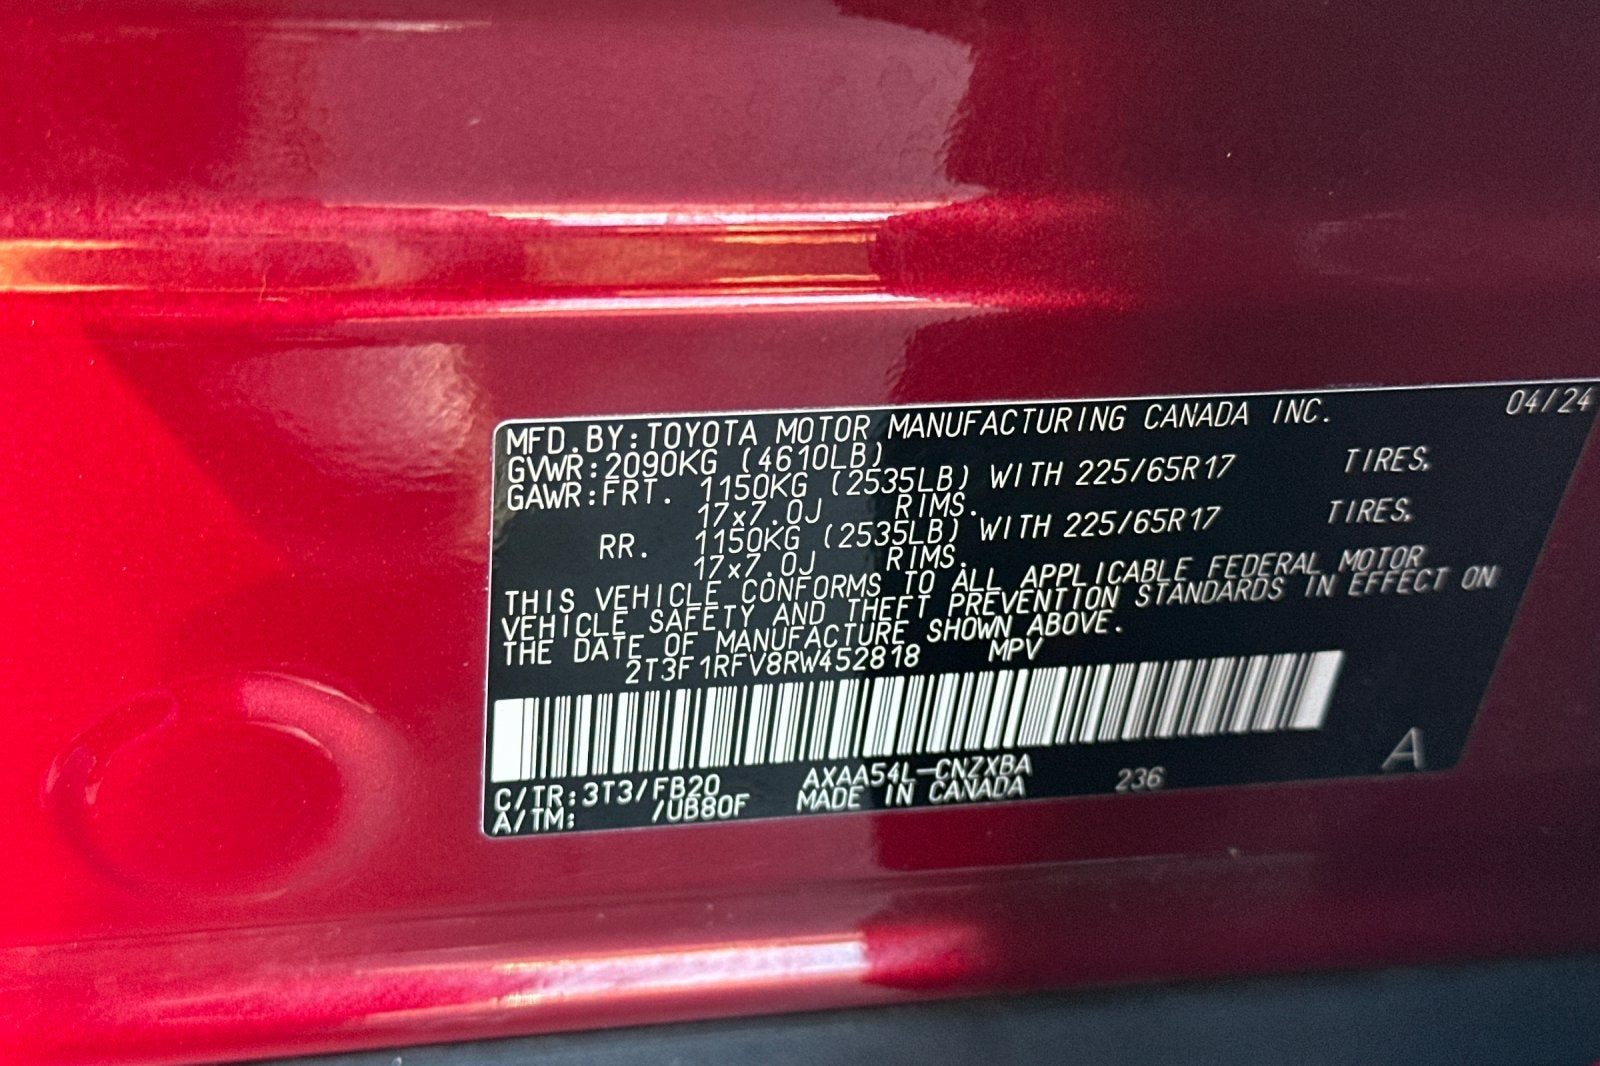 04/24
MFD.BY:TOYOTA MOTOR MANUFACTURING CANADA INC.
GVWR:2090KG (4610LB)
GAWR:FRT. 1150KG (2535LB) WITH 225/65R17 TIRES.
17x7.0J RIMS.
RR. 1150KG (2535LB) WITH 225/65R17 TIRES.
17x7.0J RIMS.
THIS VEHICLE CONFORMS TO ALL APPLICABLE FEDERAL MOTOR
VEHICLE SAFETY AND THEFT PREVENTION STANDARDS IN EFFECT ON
THE DATE OF MANUFACTURE SHOWN ABOVE.
2T3F1RFV8RW452818 MPV
C/TR:3T3/FB20 AXAA54L-CNZXBA 236 A
A/TM: /UB80F MADE IN CANADA